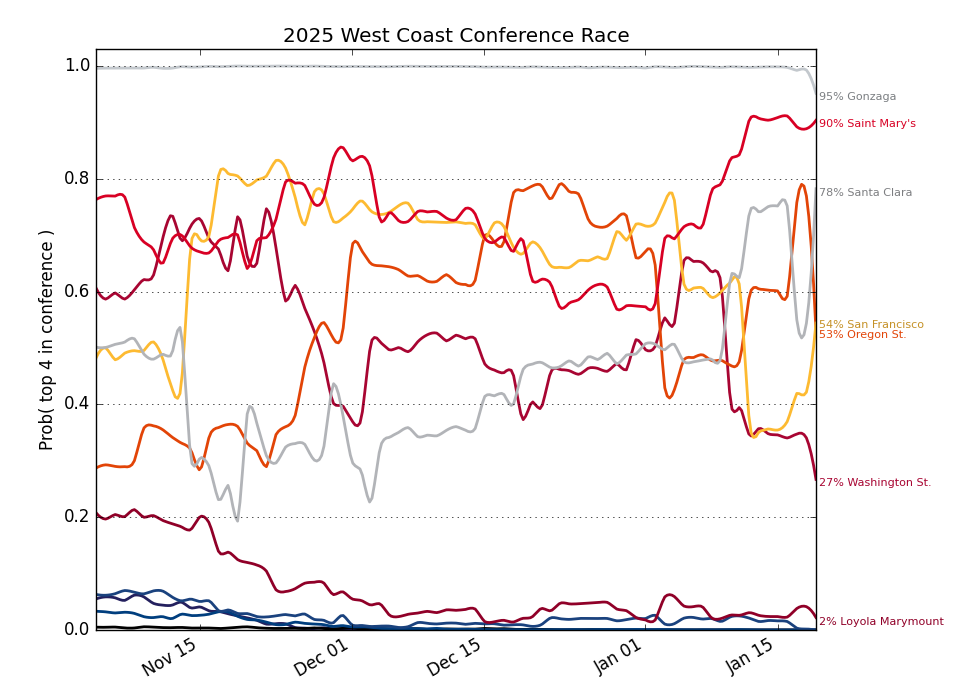 2025 West Coast Conference Race
Prob( top 4 in conference )
1.0
0.8
0.6
0.4
0.2
0.0
95% Gonzaga
90% Saint Mary's
78% Santa Clara
54% San Francisco
53% Oregon St.
27% Washington St.
2% Loyola Marymount
Nov 15
Dec 01
Dec 15
Jan 01
Jan 15